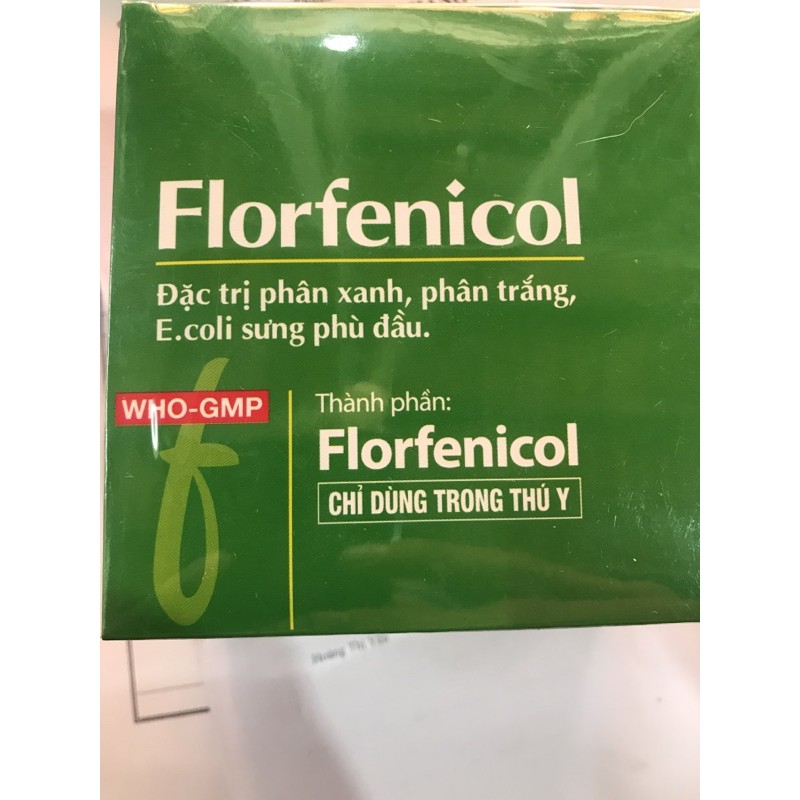 Florfenicol
Đặc trị phân xanh, phân trắng,
E.coli sưng phù đầu.
WHO-GMP
Thành phần:
Florfenicol
CHỈ DÙNG TRONG THÚ Y